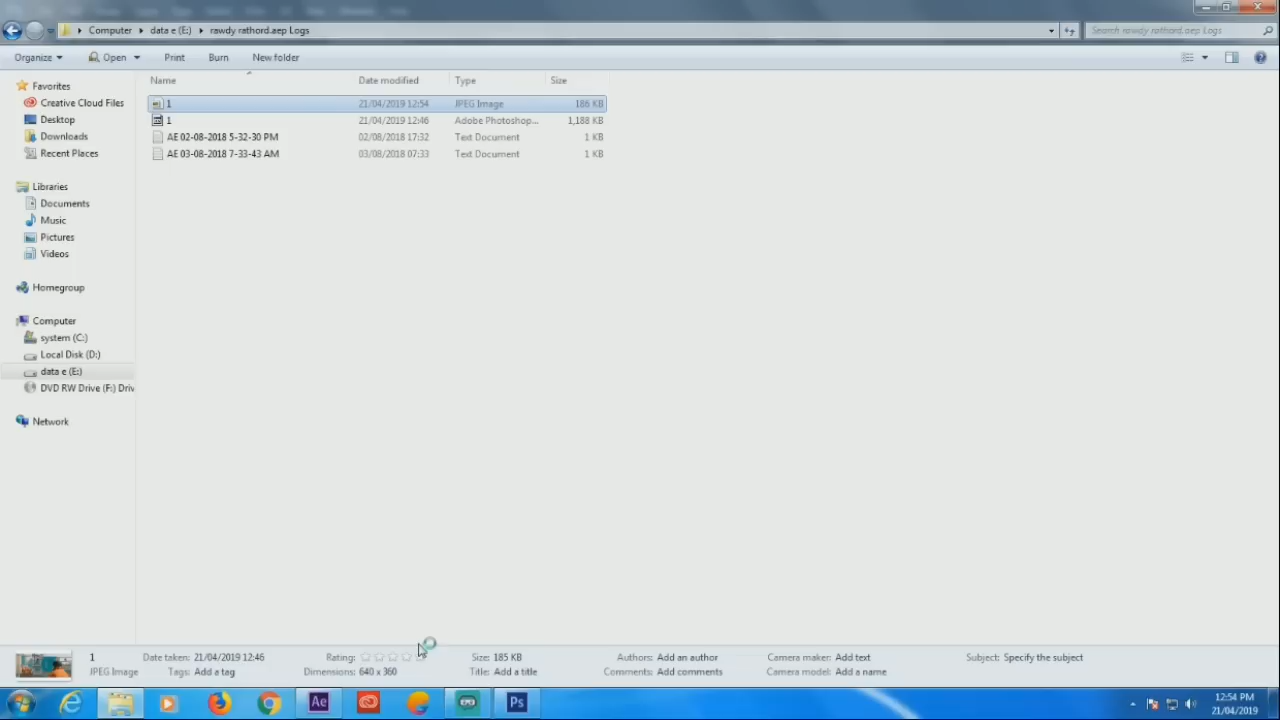 Computer data e (E:) rawdy rathord.aep Logs Search rawdy rathord.aep Logs
Organize Open Print Burn New folder
Name Date modified Type Size
1 21/04/2019 12:54 JPEG Image 186 KB
1 21/04/2019 12:46 Adobe Photoshop... 1,188 KB
AE 02-08-2018 5-32-30 PM 02/08/2018 17:32 Text Document 1 KB
AE 03-08-2018 7-33-43 AM 03/08/2018 07:33 Text Document 1 KB
Favorites
Creative Cloud Files
Desktop
Downloads
Recent Places
Libraries
Documents
Music
Pictures
Videos
Homegroup
Computer
system (C:)
Local Disk (D:)
data e (E:)
DVD RW Drive (F:) Driv
Network
1 Date taken: 21/04/2019 12:46 Rating: Size: 185 KB Authors: Add an author Camera maker: Add text Subject: Specify the subject
JPEG Image Tags: Add a tag Dimensions: 640 x 360 Title: Add a title Comments: Add comments Camera model: Add a name
Ae Ps
12:54 PM
21/04/2019